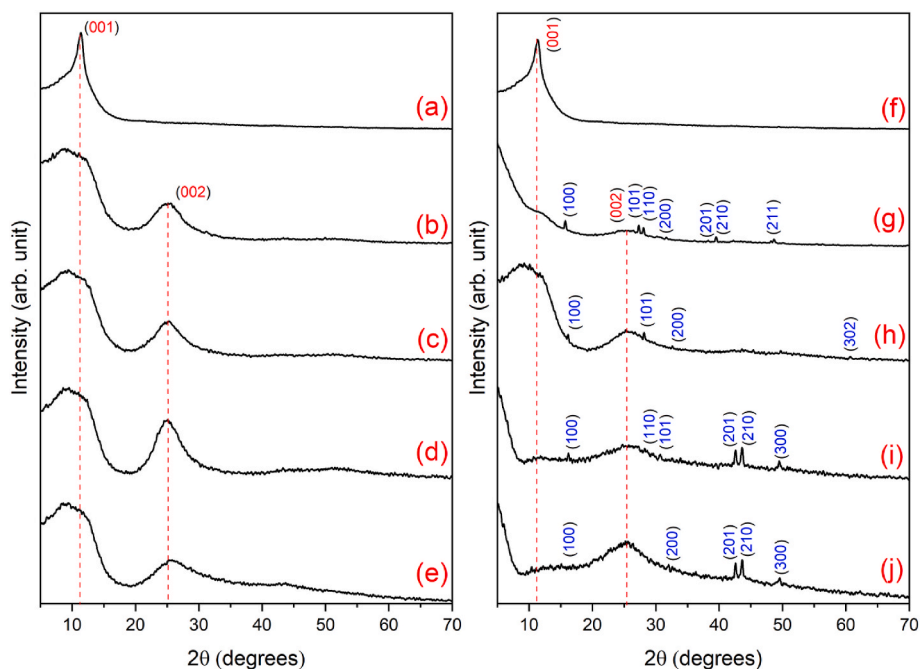 (001)
(a)
(002)
(b)
(c)
(d)
(e)
10 20 30 40 50 60 70
2θ (degrees)
Intensity (arb. unit)
(001)
(f)
(100) (002) (101) (110) (200) (201) (210) (211)
(g)
(100) (101) (200) (302)
(h)
(100) (110) (101) (201) (210) (300)
(i)
(100) (200) (201) (210) (300)
(j)
10 20 30 40 50 60 70
2θ (degrees)
Intensity (arb. unit)